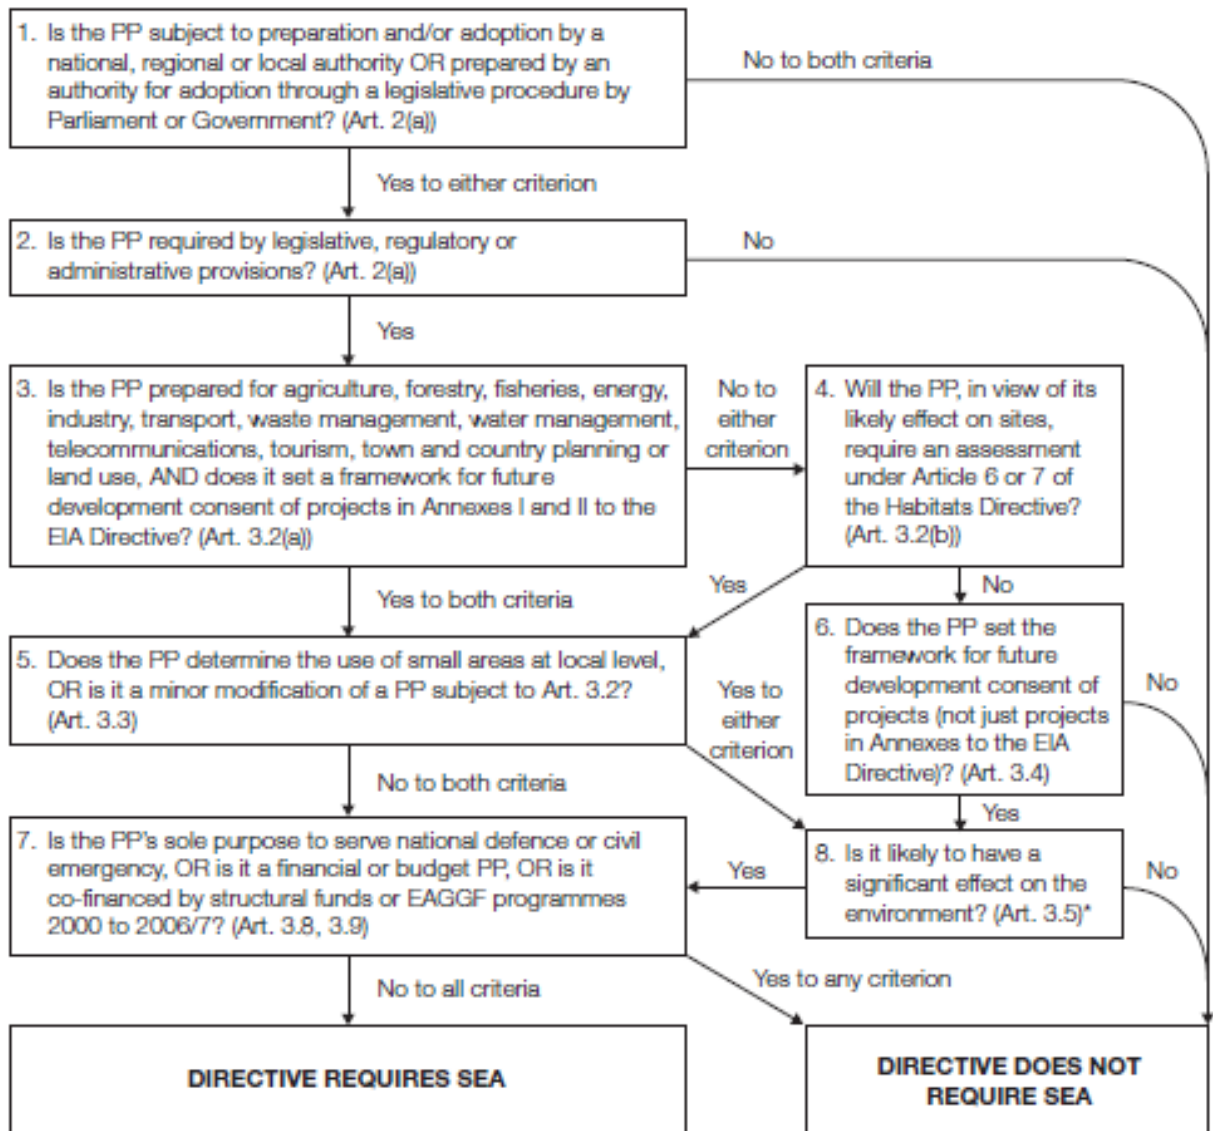 1. Is the PP subject to preparation and/or adoption by a
national, regional or local authority OR prepared by an
authority for adoption through a legislative procedure by
Parliament or Government? (Art. 2(a))
No to both criteria
Yes to either criterion
2. Is the PP required by legislative, regulatory or
administrative provisions? (Art. 2(a))
No
Yes
3. Is the PP prepared for agriculture, forestry, fisheries, energy,
industry, transport, waste management, water management,
telecommunications, tourism, town and country planning or
land use, AND does it set a framework for future
development consent of projects in Annexes I and II to the
EIA Directive? (Art. 3.2(a))
No to
either
criterion
4. Will the PP, in view of its
likely effect on sites,
require an assessment
under Article 6 or 7 of
the Habitats Directive?
(Art. 3.2(b))
Yes to both criteria
Yes
No
5. Does the PP determine the use of small areas at local level,
OR is it a minor modification of a PP subject to Art. 3.2?
(Art. 3.3)
Yes to
either
criterion
6. Does the PP set the
framework for future
development consent of
projects (not just projects
in Annexes to the EIA
Directive)? (Art. 3.4)
No
No to both criteria
Yes
7. Is the PP's sole purpose to serve national defence or civil
emergency, OR is it a financial or budget PP, OR is it
co-financed by structural funds or EAGGF programmes
2000 to 2006/7? (Art. 3.8, 3.9)
Yes
8. Is it likely to have a
significant effect on the
environment? (Art. 3.5)*
No
No to all criteria
Yes to any criterion
DIRECTIVE REQUIRES SEA
DIRECTIVE DOES NOT
REQUIRE SEA